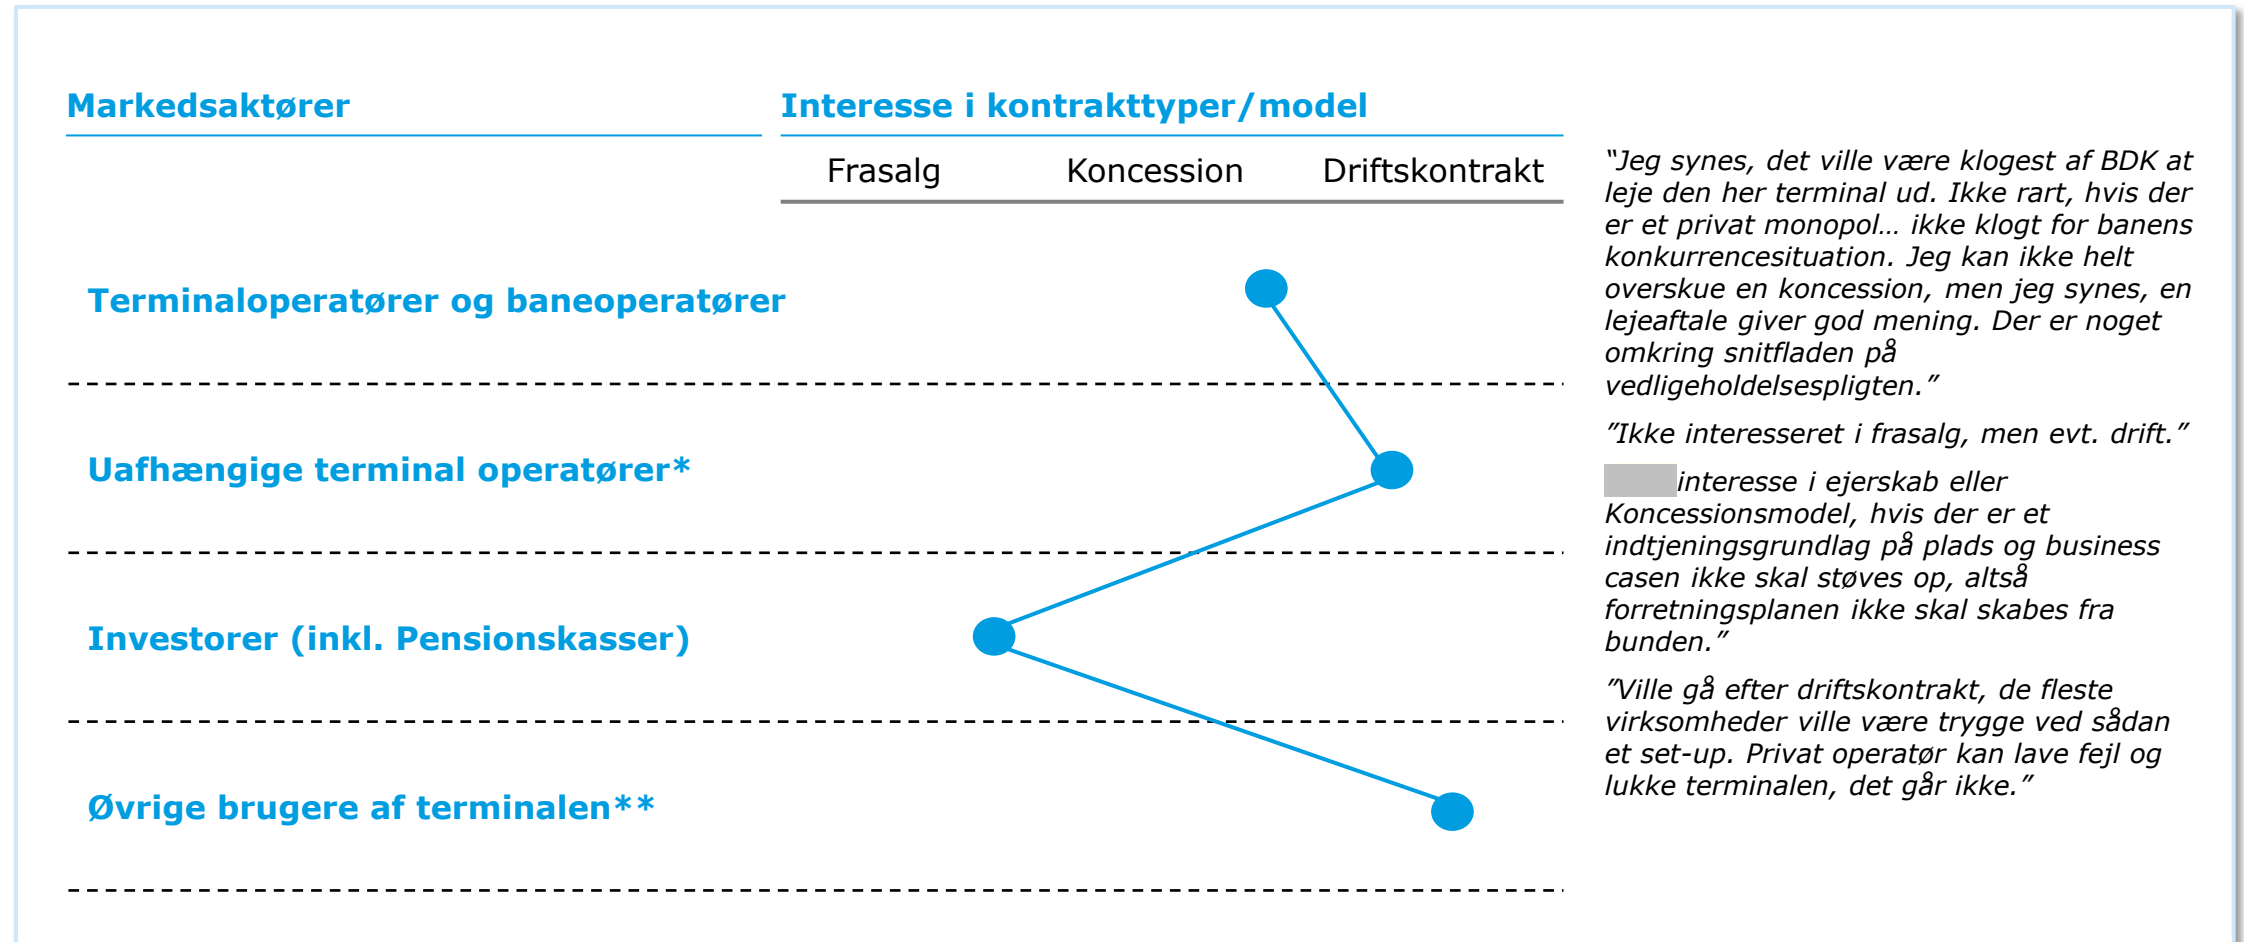 Markedsaktører
Interesse i kontrakttyper/model
Frasalg
Koncession
Driftskontrakt
Terminaloperatører og baneoperatører
Uafhængige terminal operatører*
Investorer (inkl. Pensionskasser)
Øvrige brugere af terminalen**
“Jeg synes, det ville være klogest af BDK at
leje den her terminal ud. Ikke rart, hvis der
er et privat monopol… ikke klogt for banens
konkurrencesituation. Jeg kan ikke helt
overskue en koncession, men jeg synes, en
lejeaftale giver god mening. Der er noget
omkring snitfladen på
vedligeholdelsespligten.”
”Ikke interesseret i frasalg, men evt. drift.”
interesse i ejerskab eller
Koncessionsmodel, hvis der er et
indtjeningsgrundlag på plads og business
casen ikke skal støves op, altså
forretningsplanen ikke skal skabes fra
bunden.”
”Ville gå efter driftskontrakt, de fleste
virksomheder ville være trygge ved sådan
et set-up. Privat operatør kan lave fejl og
lukke terminalen, det går ikke.”